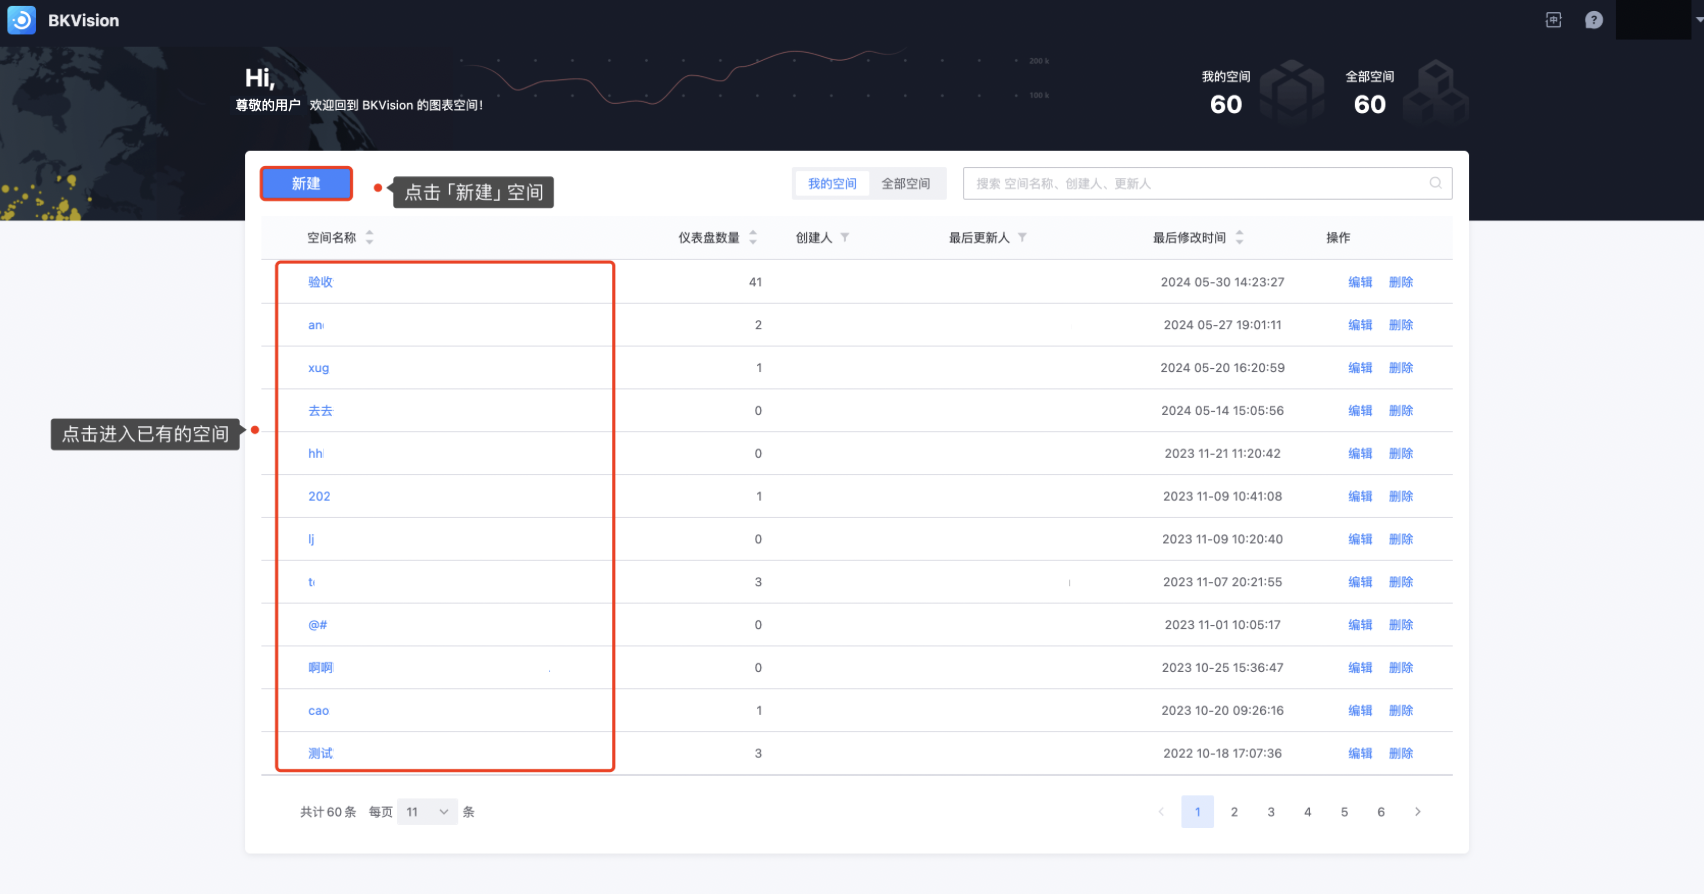 BKVision
Hi,
尊敬的用户 欢迎回到 BKVision 的图表空间！
200 k
100 k
我的空间
60
全部空间
60
新建
点击「新建」空间
我的空间 全部空间
搜索 空间名称、创建人、更新人
空间名称 仪表盘数量 创建人 最后更新人 最后修改时间 操作
验收 41 2024 05-30 14:23:27 编辑 删除
an 2 2024 05-27 19:01:11 编辑 删除
xug 1 2024 05-20 16:20:59 编辑 删除
去去 0 2024 05-14 15:05:56 编辑 删除
点击进入已有的空间
hh 0 2023 11-21 11:20:42 编辑 删除
202 1 2023 11-09 10:41:08 编辑 删除
lj 0 2023 11-09 10:20:40 编辑 删除
t 3 2023 11-07 20:21:55 编辑 删除
@# 0 2023 11-01 10:05:17 编辑 删除
啊啊 0 2023 10-25 15:36:47 编辑 删除
cao 1 2023 10-20 09:26:16 编辑 删除
测试 3 2022 10-18 17:07:36 编辑 删除
共计 60 条 每页 11 条
1 2 3 4 5 6